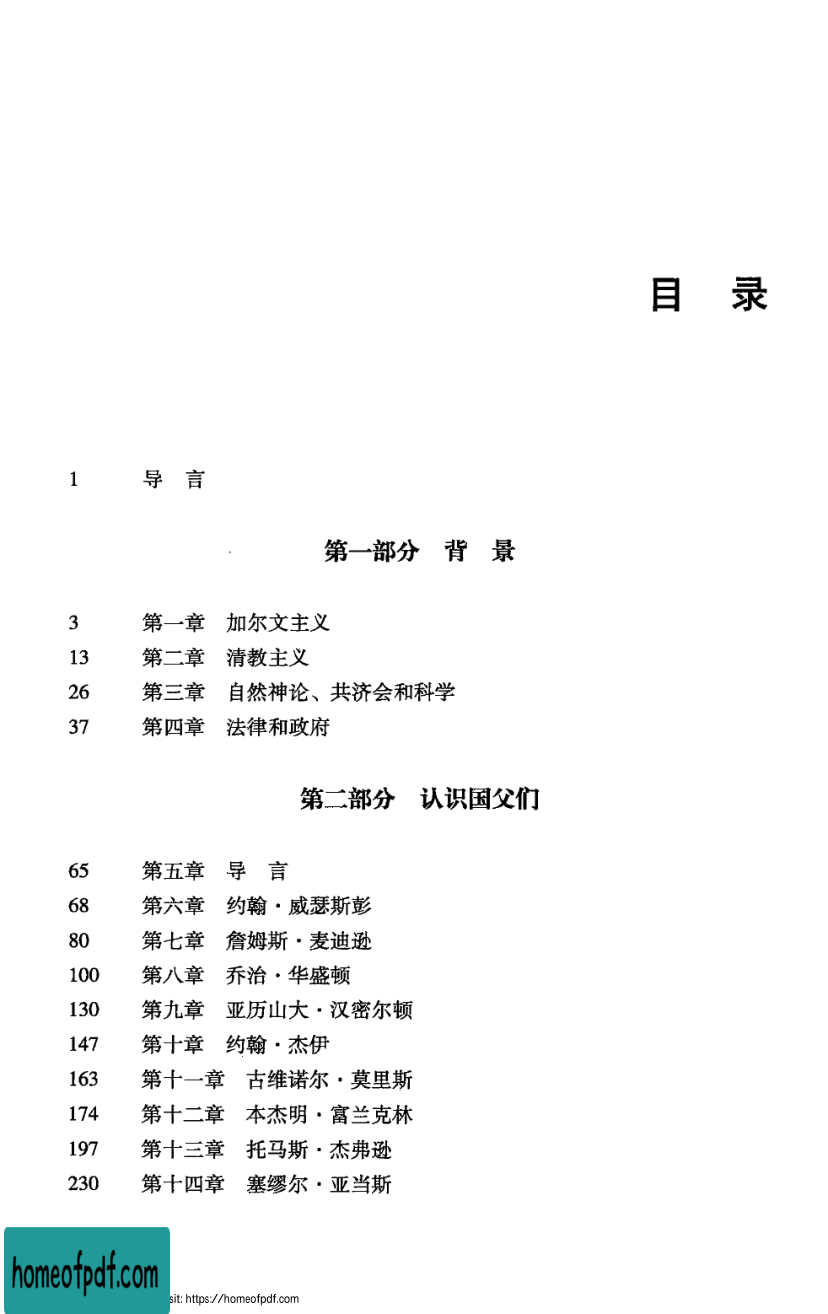 目 录
1 导 言
第一部分 背 景
3 第一章 加尔文主义
13 第二章 清教主义
26 第三章 自然神论、共济会和科学
37 第四章 法律和政府
第二部分 认识国父们
65 第五章 导 言
68 第六章 约翰·威瑟斯彭
80 第七章 詹姆斯·麦迪逊
100 第八章 乔治·华盛顿
130 第九章 亚历山大·汉密尔顿
147 第十章 约翰·杰伊
163 第十一章 古维诺尔·莫里斯
174 第十二章 本杰明·富兰克林
197 第十三章 托马斯·杰弗逊
230 第十四章 塞缪尔·亚当斯
homeofpdf.com
sit: https://homeofpdf.com